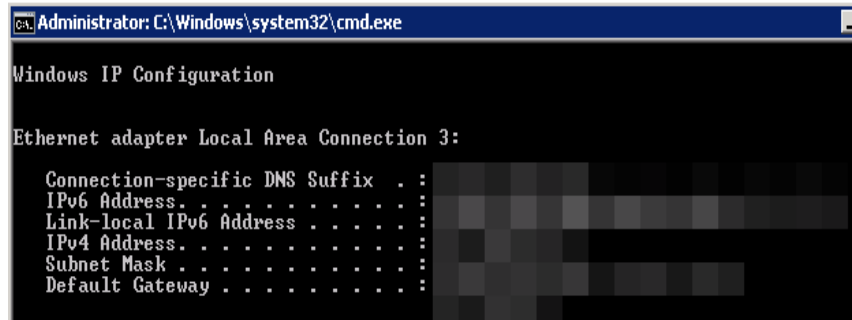 Administrator: C:\Windows\system32\cmd.exe
Windows IP Configuration
Ethernet adapter Local Area Connection 3:
Connection-specific DNS Suffix . :
IPv6 Address. . . . . . . . . . . :
Link-local IPv6 Address . . . . . :
IPv4 Address. . . . . . . . . . . :
Subnet Mask . . . . . . . . . . . :
Default Gateway . . . . . . . . . :